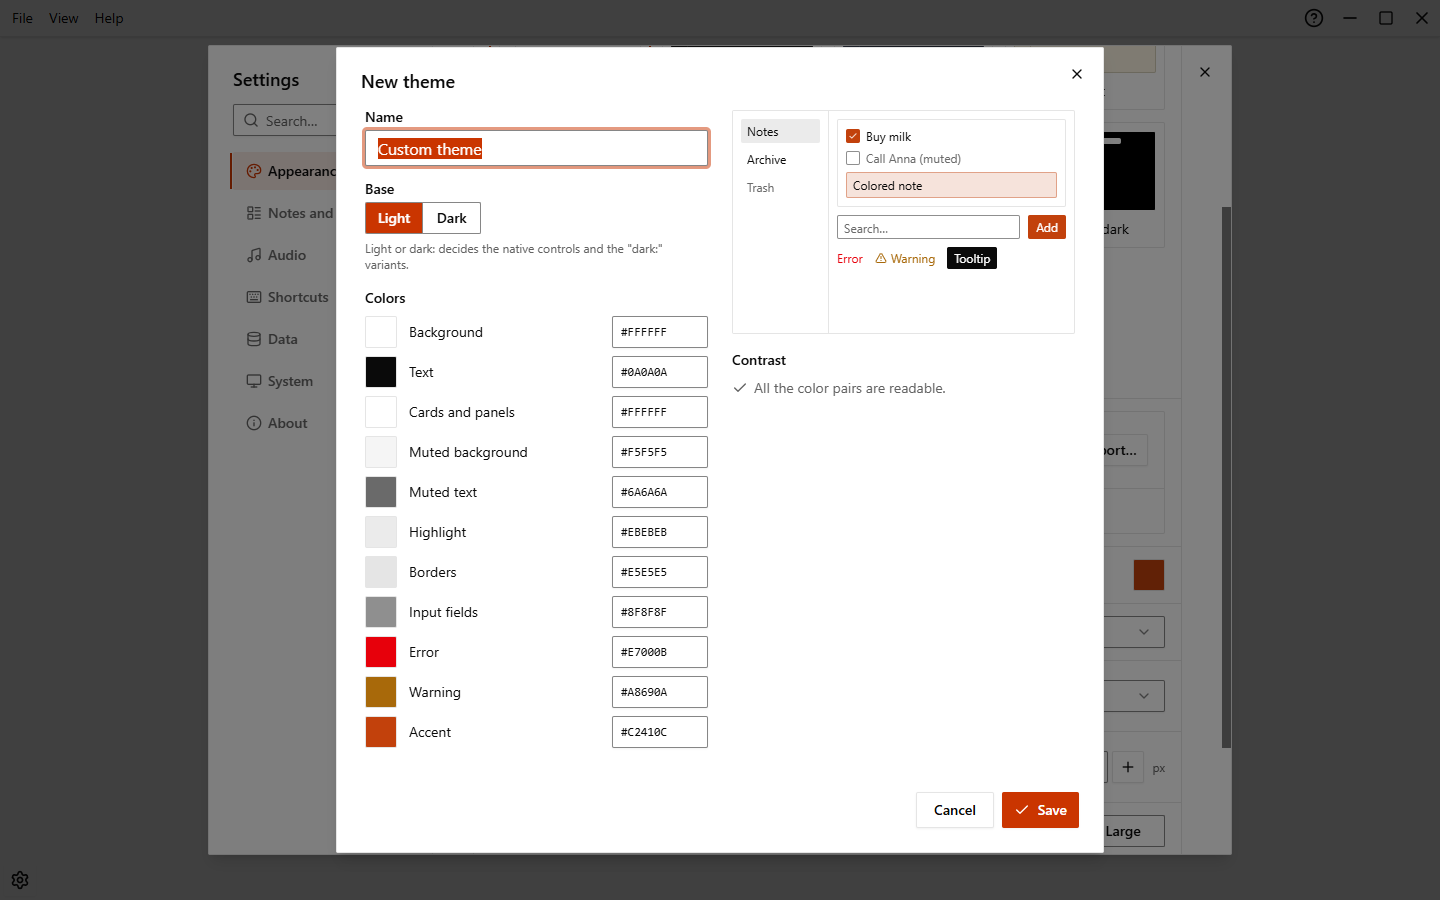 File View Help
Settings
Search...
Appearanc
Notes and
Audio
Shortcuts
Data
System
About
New theme
Name
Custom theme
Base
Light Dark
Light or dark: decides the native controls and the "dark:"
variants.
Colors
Background #FFFFFF
Text #0A0A0A
Cards and panels #FFFFFF
Muted background #F5F5F5
Muted text #6A6A6A
Highlight #EBEBEB
Borders #E5E5E5
Input fields #8F8F8F
Error #E7000B
Warning #A8690A
Accent #C2410C
Notes
Archive
Trash
Buy milk
Call Anna (muted)
Colored note
Search... Add
Error Warning Tooltip
Contrast
All the color pairs are readable.
Cancel Save
dark
ort...
px
Large